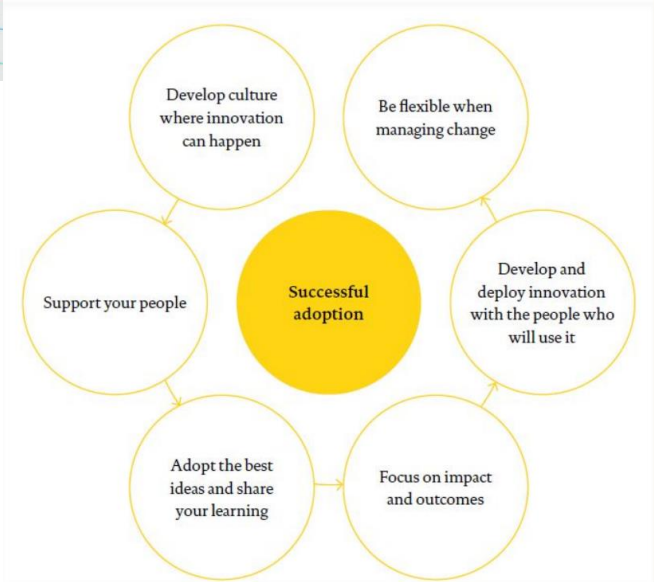 Develop culture
where innovation
can happen
Be flexible when
managing change
Support your people
Successful
adoption
Develop and
deploy innovation
with the people who
will use it
Adopt the best
ideas and share
your learning
Focus on impact
and outcomes